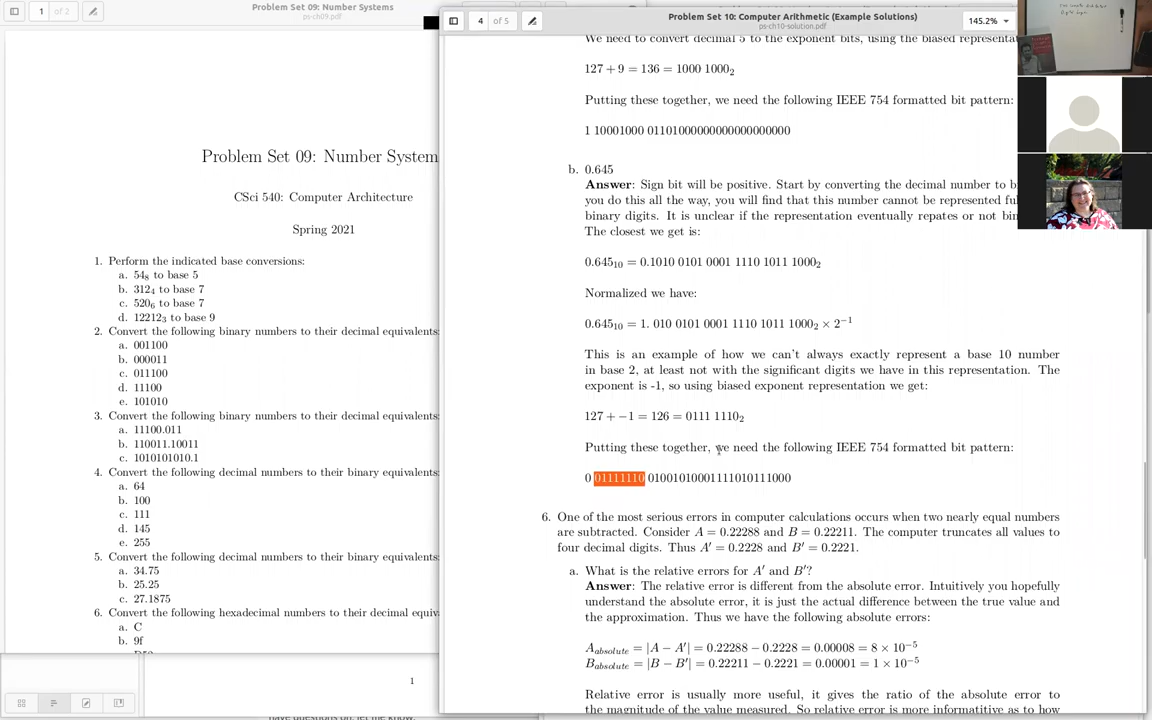 1 of 2
Problem Set 09: Number Systems
ps-ch09.pdf
Problem Set 09: Number System
CSci 540: Computer Architecture
Spring 2021
1. Perform the indicated base conversions:
a. 54₈ to base 5
b. 312₄ to base 7
c. 520₆ to base 7
d. 12212₃ to base 9
2. Convert the following binary numbers to their decimal equivalents:
a. 001100
b. 000011
c. 011100
d. 11100
e. 101010
3. Convert the following binary numbers to their decimal equivalents:
a. 11100.011
b. 110011.10011
c. 1010101010.1
4. Convert the following decimal numbers to their binary equivalents:
a. 64
b. 100
c. 111
d. 145
e. 255
5. Convert the following decimal numbers to their binary equivalents:
a. 34.75
b. 25.25
c. 27.1875
6. Convert the following hexadecimal numbers to their decimal equiva
a. C
b. 9f
1
4 of 5
Problem Set 10: Computer Arithmetic (Example Solutions)
ps-ch10-solution.pdf
145.2%
We need to convert decimal 5 to the exponent bits, using the biased representat
127 + 9 = 136 = 1000 1000₂
Putting these together, we need the following IEEE 754 formatted bit pattern:
1 10001000 01101000000000000000000
b. 0.645
Answer: Sign bit will be positive. Start by converting the decimal number to b
you do this all the way, you will find that this number cannot be represented fu
binary digits. It is unclear if the representation eventually repates or not bin
The closest we get is:
0.645₁₀ = 0.1010 0101 0001 1110 1011 1000₂
Normalized we have:
0.645₁₀ = 1. 010 0101 0001 1110 1011 1000₂ × 2⁻¹
This is an example of how we can't always exactly represent a base 10 number
in base 2, at least not with the significant digits we have in this representation. The
exponent is -1, so using biased exponent representation we get:
127 + −1 = 126 = 0111 1110₂
Putting these together, we need the following IEEE 754 formatted bit pattern:
0 01111110 01001010001111010111000
6. One of the most serious errors in computer calculations occurs when two nearly equal numbers
are subtracted. Consider A = 0.22288 and B = 0.22211. The computer truncates all values to
four decimal digits. Thus A′ = 0.2228 and B′ = 0.2221.
a. What is the relative errors for A′ and B′?
Answer: The relative error is different from the absolute error. Intuitively you hopefully
understand the absolute error, it is just the actual difference between the true value and
the approximation. Thus we have the following absolute errors:
A_absolute = |A − A′| = 0.22288 − 0.2228 = 0.00008 = 8 × 10⁻⁵
B_absolute = |B − B′| = 0.22211 − 0.2221 = 0.00001 = 1 × 10⁻⁵
Relative error is usually more useful, it gives the ratio of the absolute error to
the magnitude of the value measured. So relative error is more informative as to how